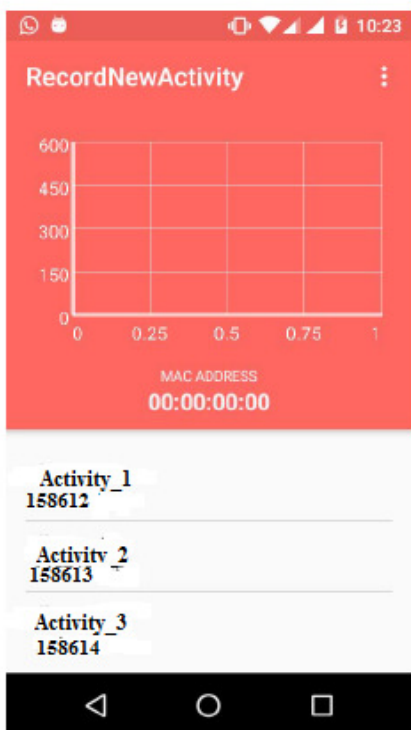 10:23
RecordNewActivity
600
450
300
150
0
0 0.25 0.5 0.75 1
MAC ADDRESS
00:00:00:00
Activity_1
158612
Activity_2
158613
Activity_3
158614